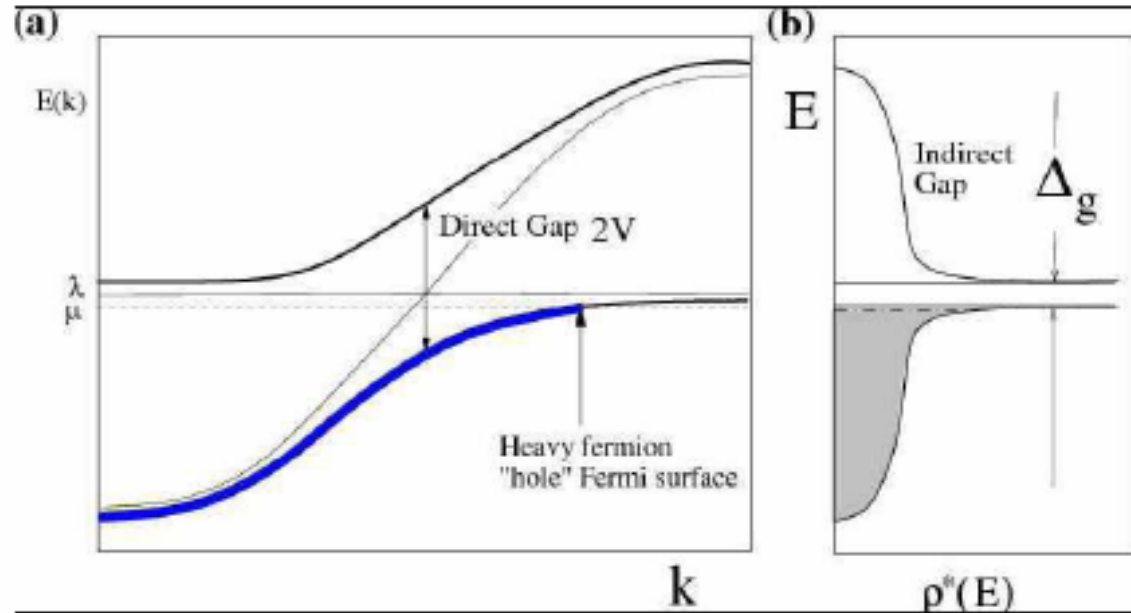 (a)
E(k)
λ
μ
Direct Gap 2V
Heavy fermion
"hole" Fermi surface
k
(b)
E
Indirect
Gap
Δg
ρ*(E)